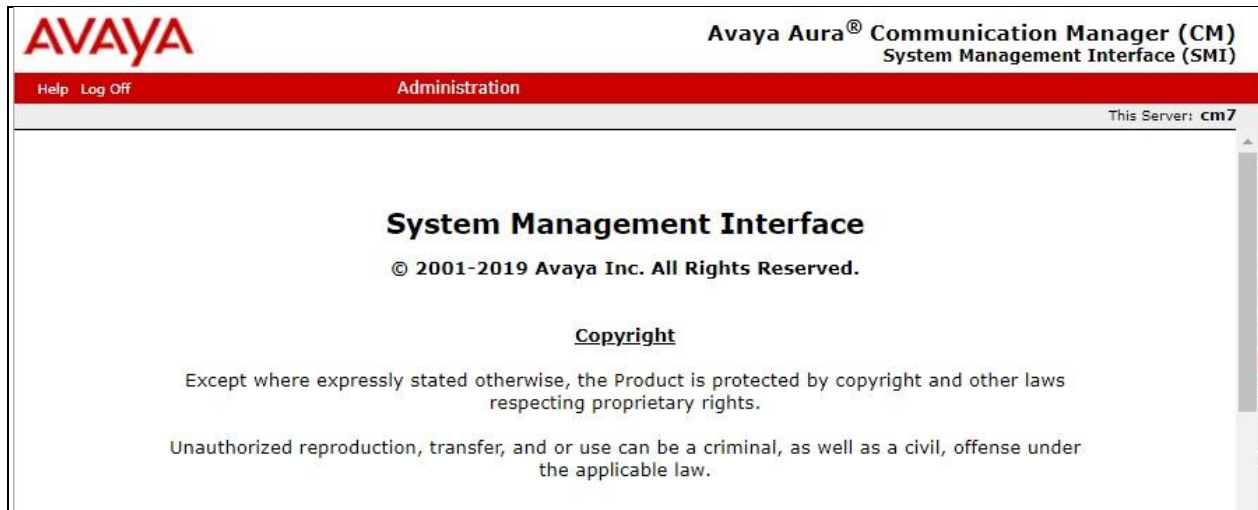 AVAYA
Avaya Aura® Communication Manager (CM)
System Management Interface (SMI)
Help Log Off Administration
This Server: cm7
System Management Interface
© 2001-2019 Avaya Inc. All Rights Reserved.
Copyright
Except where expressly stated otherwise, the Product is protected by copyright and other laws
respecting proprietary rights.
Unauthorized reproduction, transfer, and or use can be a criminal, as well as a civil, offense under
the applicable law.